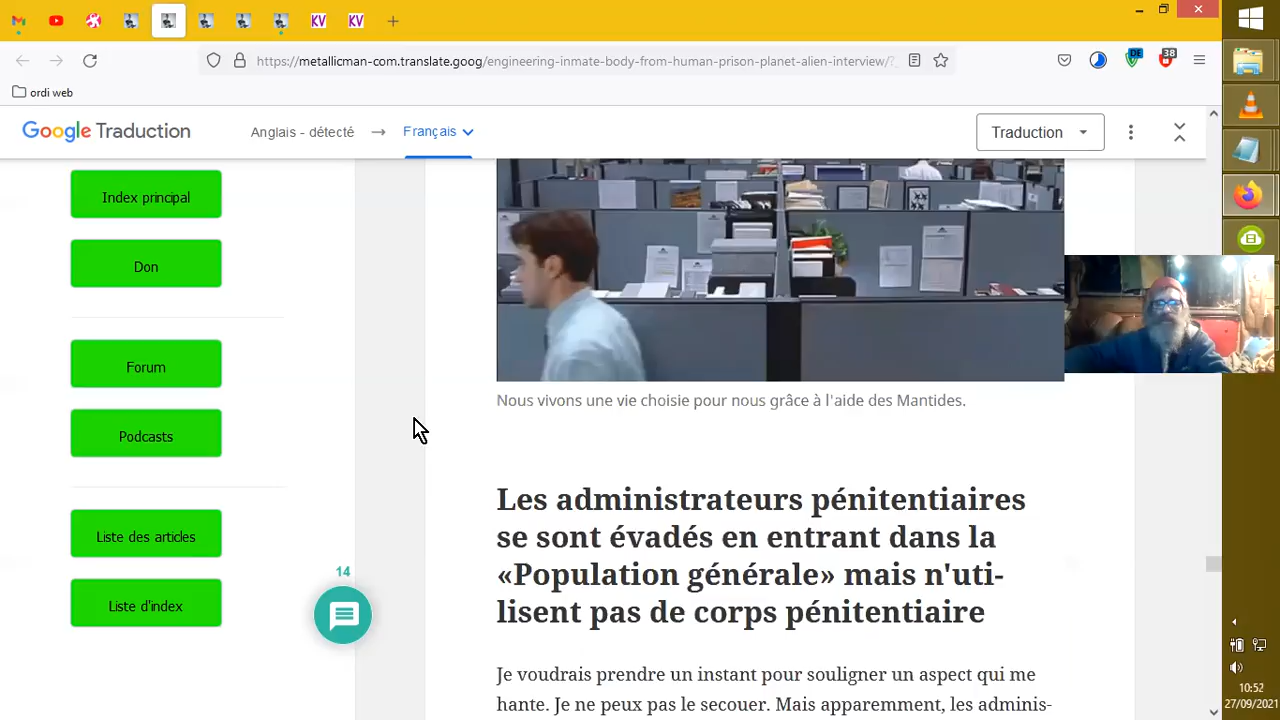 https://metallicman-com.translate.goog/engineering-inmate-body-from-human-prison-planet-alien-interview/?
DE
38
ordi web
Google Traduction
Anglais - détecté → Français
Traduction
Index principal
Don
Forum
Podcasts
Liste des articles
Liste d'index
14
Nous vivons une vie choisie pour nous grâce à l'aide des Mantides.
Les administrateurs pénitentiaires
se sont évadés en entrant dans la
«Population générale» mais n'uti-
lisent pas de corps pénitentiaire
Je voudrais prendre un instant pour souligner un aspect qui me
hante. Je ne peux pas le secouer. Mais apparemment, les adminis-
KV
KV
10:52
27/09/2021